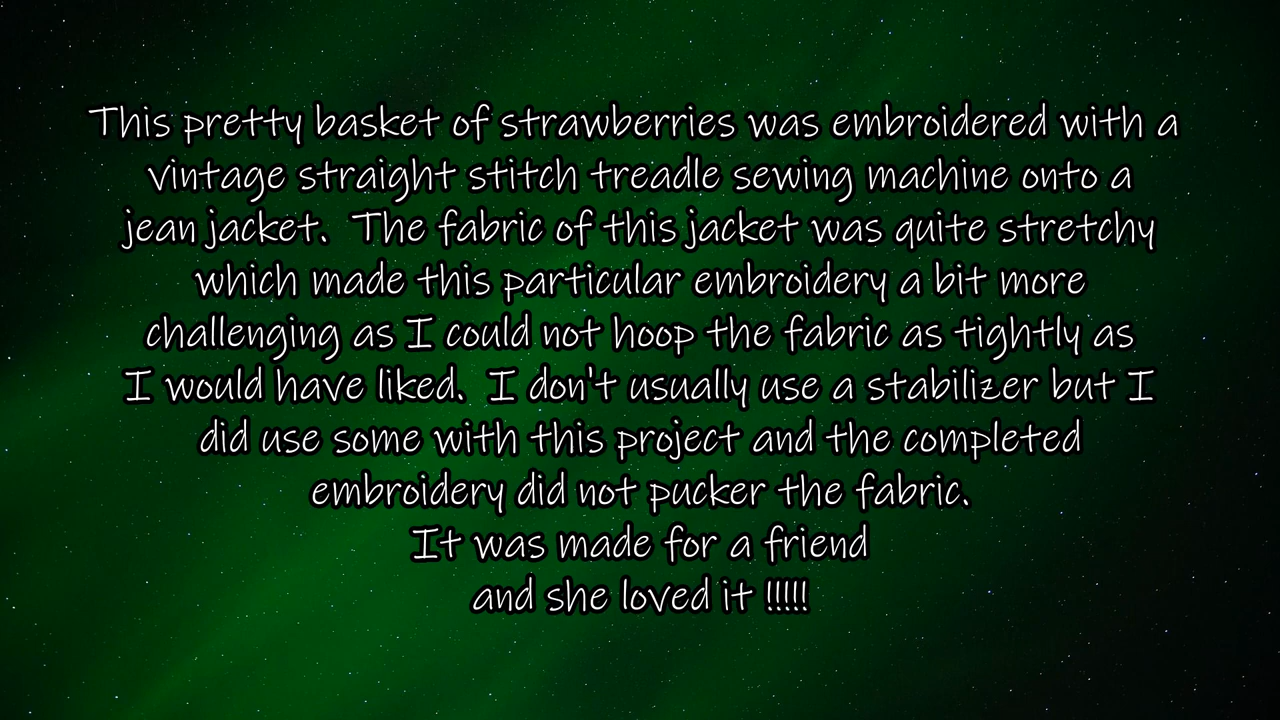 This pretty basket of strawberries was embroidered with a
vintage straight stitch treadle sewing machine onto a
jean jacket.  The fabric of this jacket was quite stretchy
which made this particular embroidery a bit more
challenging as I could not hoop the fabric as tightly as
I would have liked.  I don't usually use a stabilizer but I
did use some with this project and the completed
embroidery did not pucker the fabric.
It was made for a friend
and she loved it !!!!!